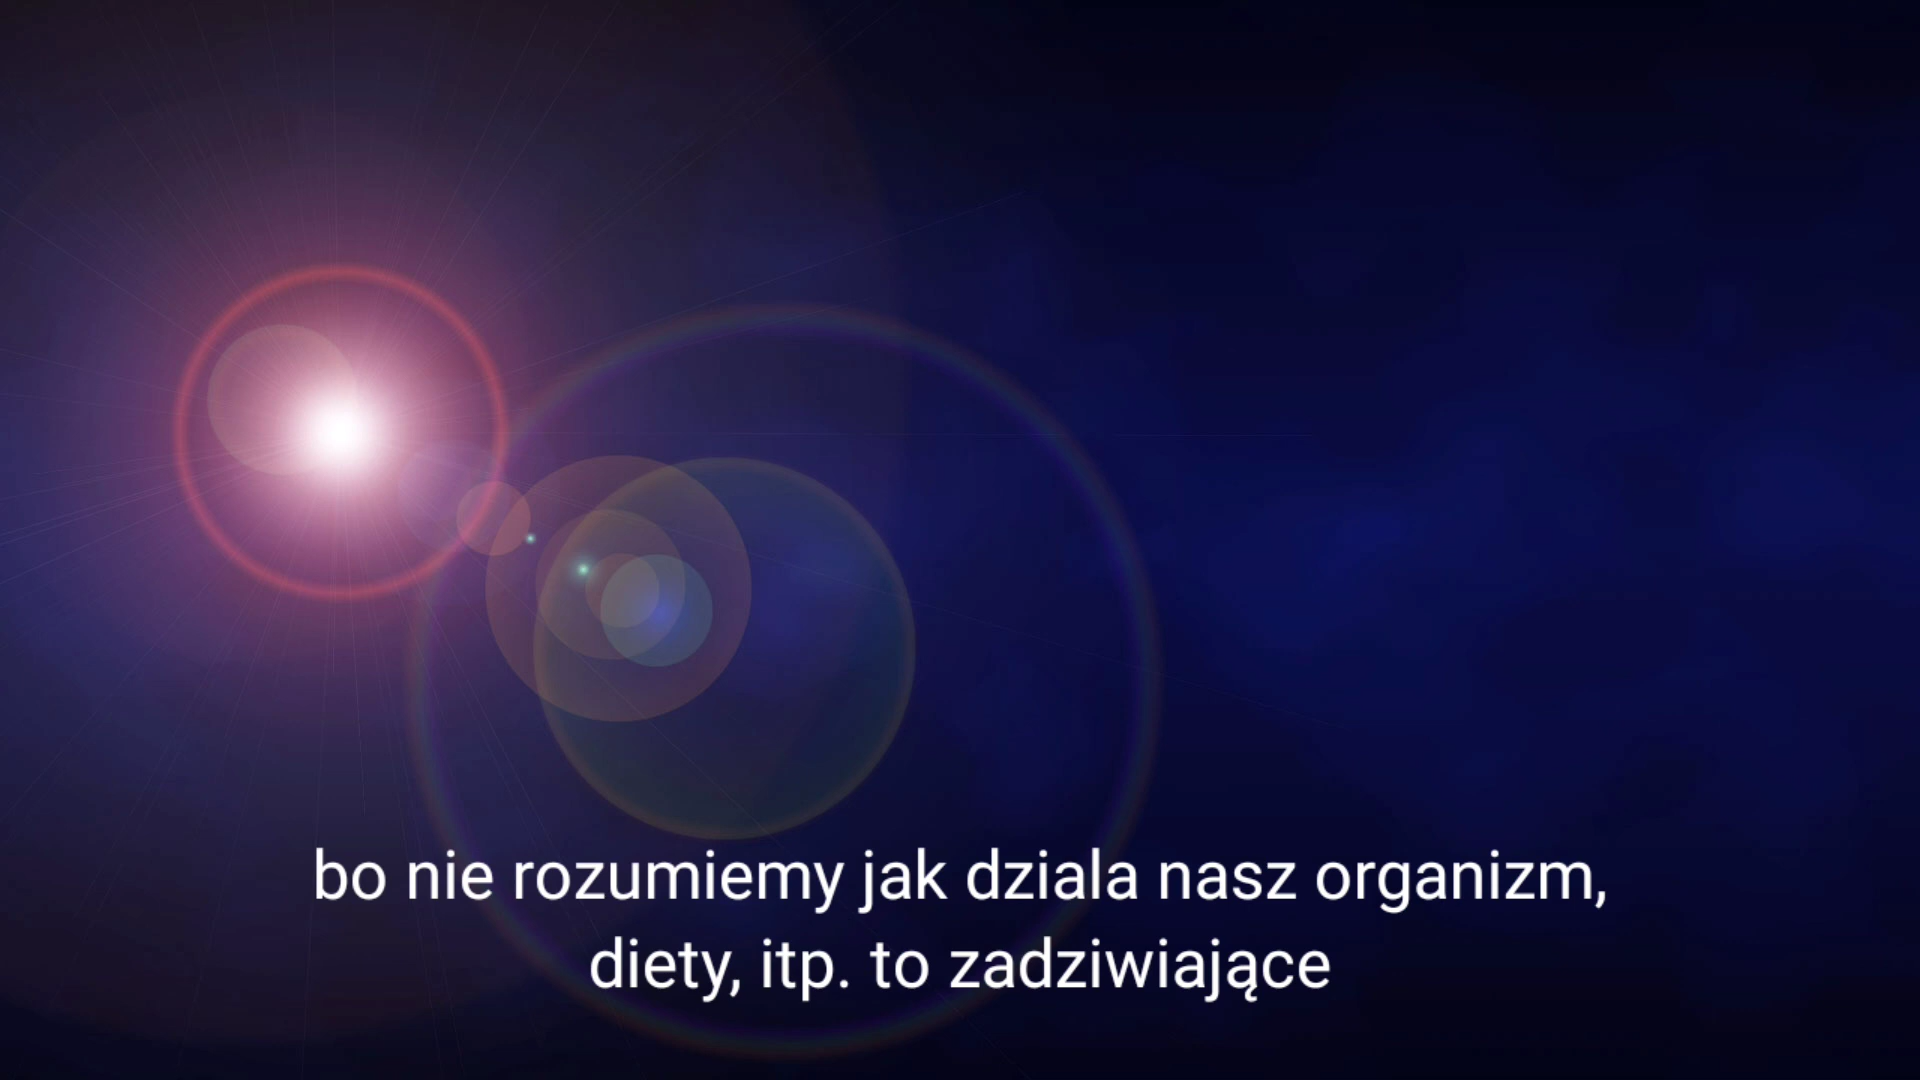 bo nie rozumiemy jak dziala nasz organizm,
diety, itp. to zadziwiające